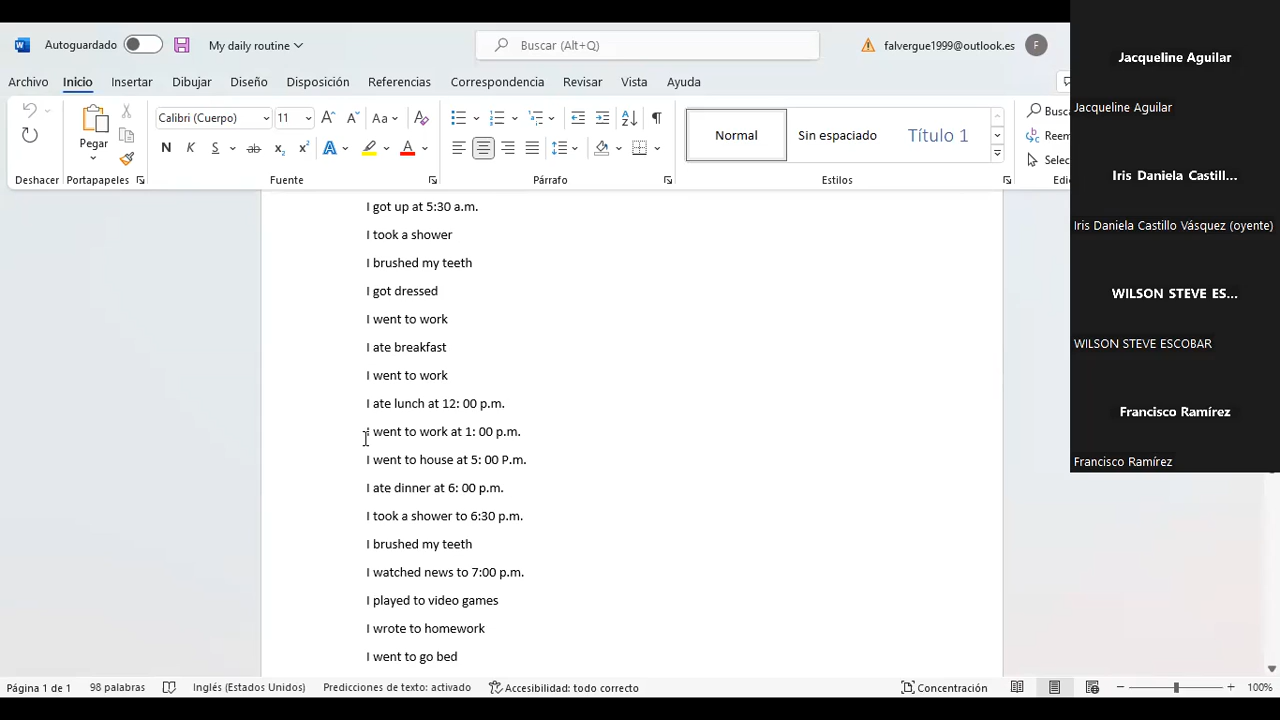 Autoguardado
My daily routine
Buscar (Alt+Q)
falvergue1999@outlook.es
F
Archivo Inicio Insertar Dibujar Diseño Disposición Referencias Correspondencia Revisar Vista Ayuda
Pegar
Calibri (Cuerpo) 11
Normal
Sin espaciado
Título 1
Deshacer Portapapeles Fuente Párrafo Estilos
I got up at 5:30 a.m.
I took a shower
I brushed my teeth
I got dressed
I went to work
I ate breakfast
I went to work
I ate lunch at 12: 00 p.m.
I went to work at 1: 00 p.m.
I went to house at 5: 00 P.m.
I ate dinner at 6: 00 p.m.
I took a shower to 6:30 p.m.
I brushed my teeth
I watched news to 7:00 p.m.
I played to video games
I wrote to homework
I went to go bed
Página 1 de 1 98 palabras Inglés (Estados Unidos) Predicciones de texto: activado Accesibilidad: todo correcto Concentración 100%
Jacqueline Aguilar
Jacqueline Aguilar
Iris Daniela Castill...
Iris Daniela Castillo Vásquez (oyente)
WILSON STEVE ES...
WILSON STEVE ESCOBAR
Francisco Ramírez
Francisco Ramírez